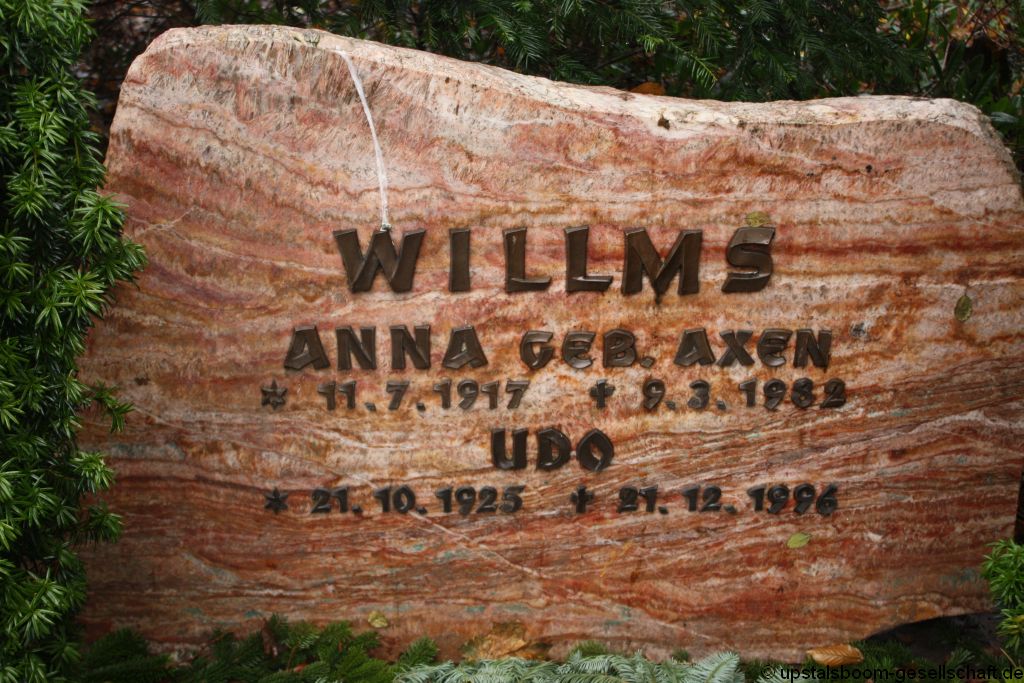 WILLMS
ANNA GEB. AXEN
* 11.7.1917 ✝ 9.3.1982
UDO
* 21.10.1925 ✝ 21.12.1996
© upstalsboom-gesellschaft.de